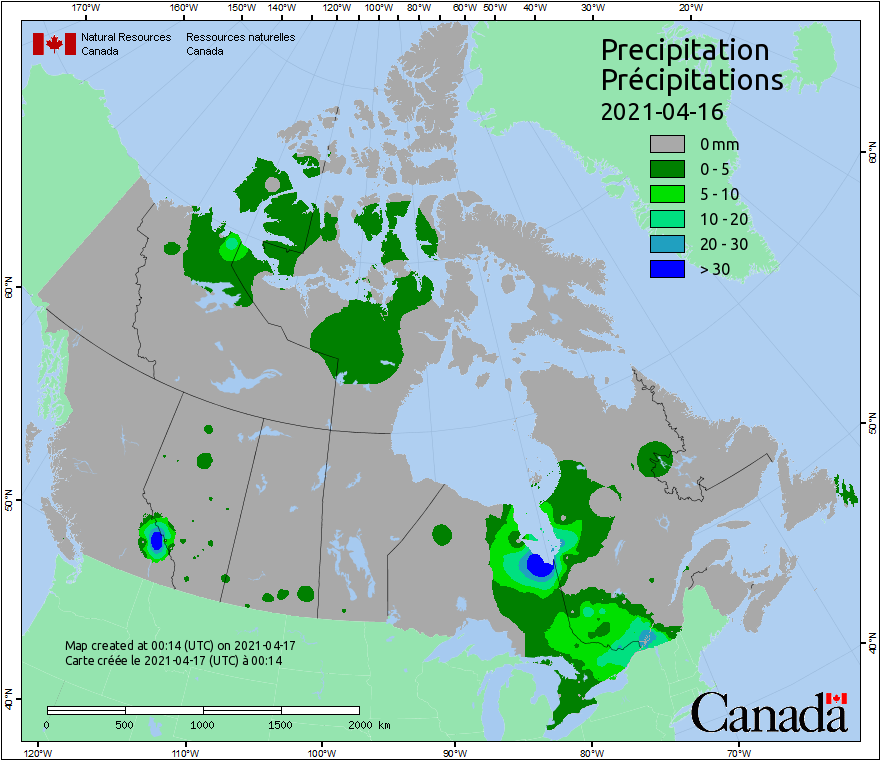 170°W 160°W 150°W 140°W 120°W 100°W 80°W 60°W 50°W 40°W 30°W 20°W
Natural Resources Canada
Ressources naturelles Canada
Precipitation
Précipitations
2021-04-16
0 mm
0 - 5
5 - 10
10 - 20
20 - 30
> 30
60°N
50°N
40°N
60°N
50°N
40°N
Map created at 00:14 (UTC) on 2021-04-17
Carte créée le 2021-04-17 (UTC) à 00:14
0 500 1000 1500 2000 km
Canada
120°W 110°W 100°W 90°W 80°W 70°W